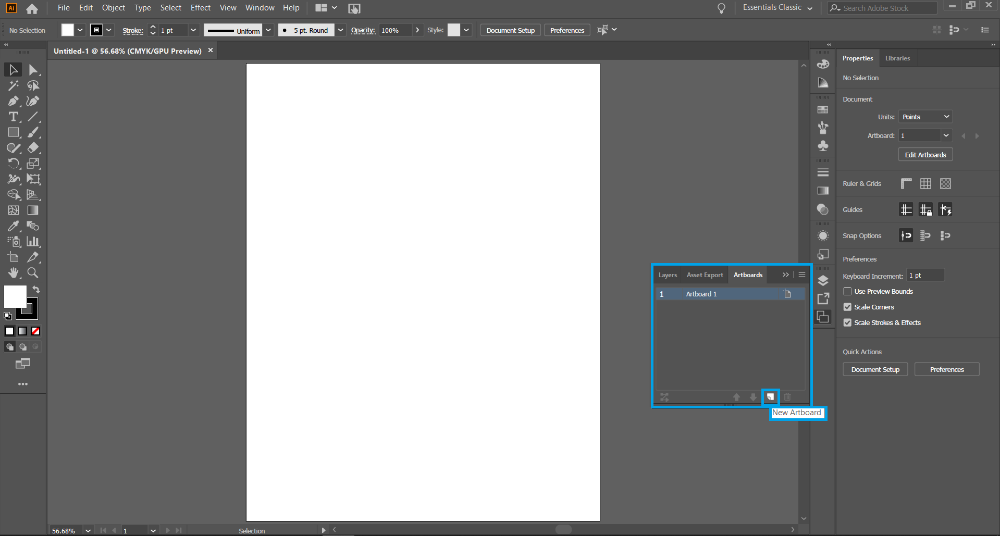 Ai File Edit Object Type Select Effect View Window Help Essentials Classic Search Adobe Stock
No Selection Stroke: 1 pt Uniform 5 pt. Round Opacity: 100% Style: Document Setup Preferences
Untitled-1 @ 56.68% (CMYK/GPU Preview)
Properties Libraries
No Selection
Document
Units: Points
Artboard: 1
Edit Artboards
Ruler & Grids
Guides
Snap Options
Preferences
Keyboard Increment: 1 pt
Use Preview Bounds
Scale Corners
Scale Strokes & Effects
Quick Actions
Document Setup Preferences
Layers Asset Export Artboards
1 Artboard 1
New Artboard
56.68% 1 Selection